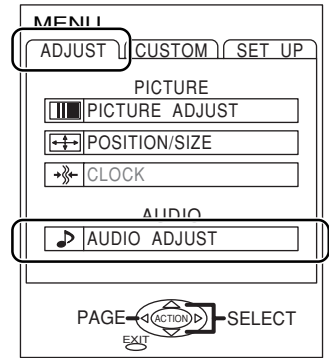 MENU
ADJUST CUSTOM SET UP
PICTURE
PICTURE ADJUST
POSITION/SIZE
CLOCK
AUDIO
AUDIO ADJUST
PAGE ACTION SELECT
EXIT